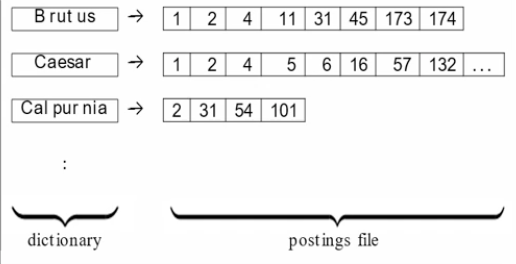 Brutus → 1 2 4 11 31 45 173 174
Caesar → 1 2 4 5 6 16 57 132 ...
Calpurnia → 2 31 54 101
:
dictionary postings file